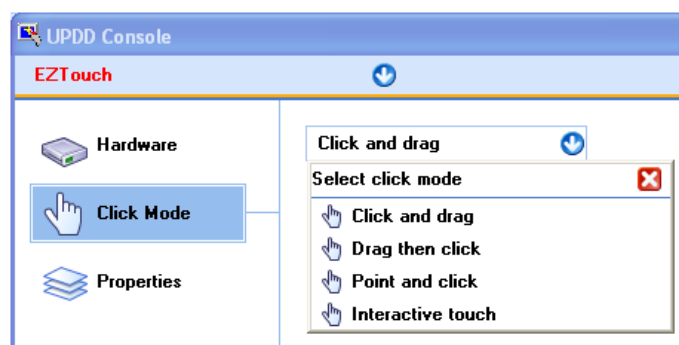 UPDD Console
EZTouch
Hardware
Click Mode
Properties
Click and drag
Select click mode
Click and drag
Drag then click
Point and click
Interactive touch